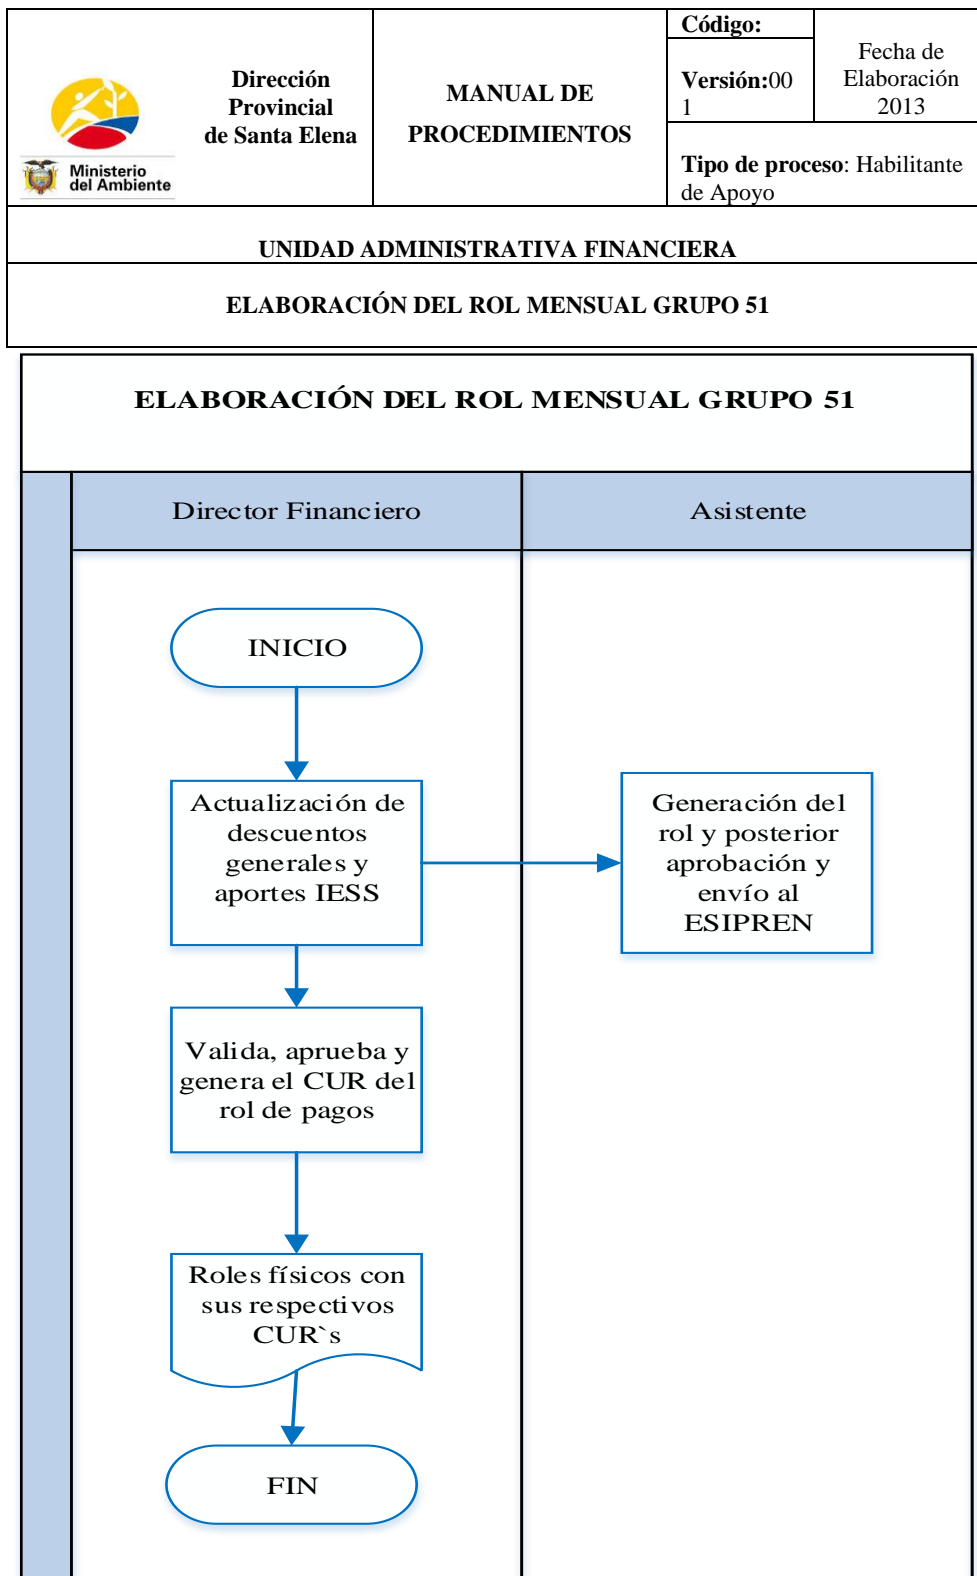 Ministerio
del Ambiente
Dirección
Provincial
de Santa Elena
MANUAL DE
PROCEDIMIENTOS
Código:
Versión:00
1
Fecha de
Elaboración
2013
Tipo de proceso: Habilitante
de Apoyo
UNIDAD ADMINISTRATIVA FINANCIERA
ELABORACIÓN DEL ROL MENSUAL GRUPO 51
ELABORACIÓN DEL ROL MENSUAL GRUPO 51
Director Financiero
Asistente
INICIO
Actualización de
descuentos
generales y
aportes IESS
Generación del
rol y posterior
aprobación y
envío al
ESIPREN
Valida, aprueba y
genera el CUR del
rol de pagos
Roles físicos con
sus respectivos
CUR`s
FIN